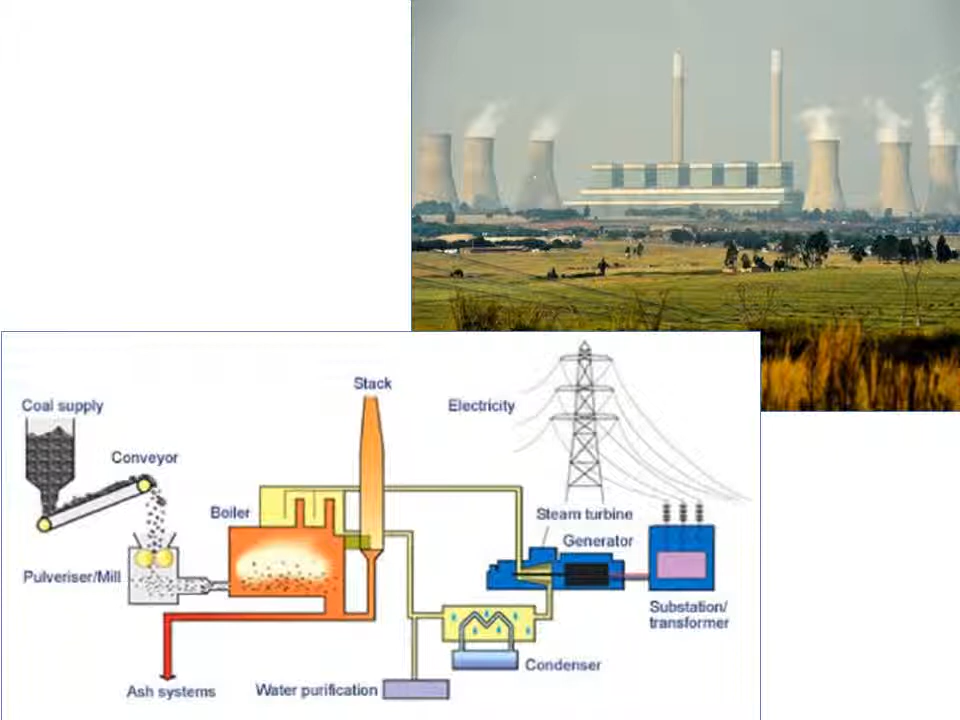 Stack
Coal supply
Electricity
Conveyor
Boiler
Steam turbine
Generator
Pulveriser/Mill
Substation/
transformer
Condenser
Ash systems
Water purification